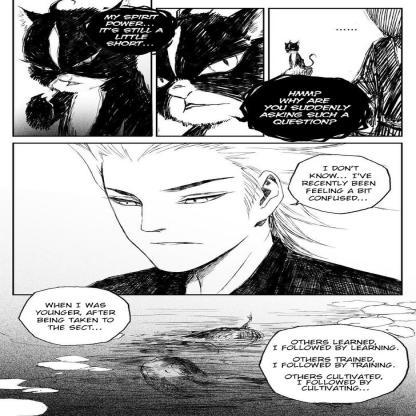 MY SPIRIT
POWER...
IT'S STILL A
LITTLE
SHORT...
......
HMM?
WHY ARE
YOU SUDDENLY
ASKING SUCH A
QUESTION?
I DON'T
KNOW... I'VE
RECENTLY BEEN
FEELING A BIT
CONFUSED...
WHEN I WAS
YOUNGER, AFTER
BEING TAKEN TO
THE SECT...
OTHERS LEARNED,
I FOLLOWED BY LEARNING.
OTHERS TRAINED,
I FOLLOWED BY TRAINING.
OTHERS CULTIVATED,
I FOLLOWED BY
CULTIVATING...